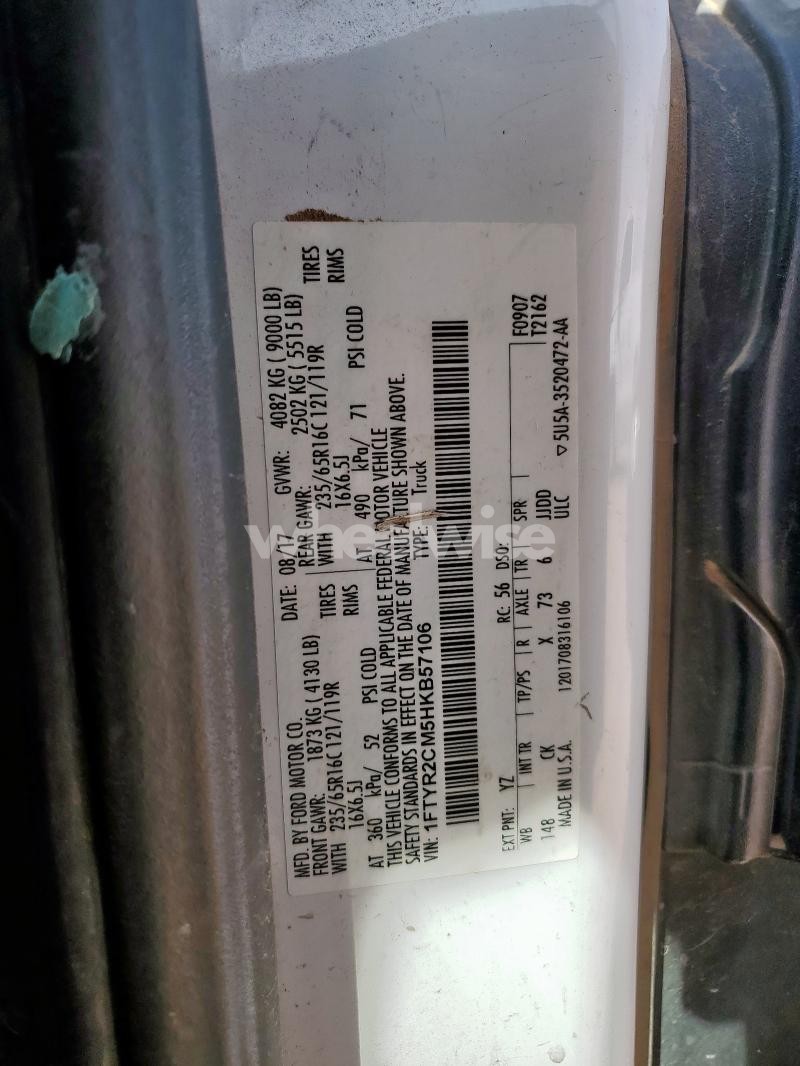 MFD. BY FORD MOTOR CO. DATE: 08/17 GVWR: 4082 KG ( 9000 LB)
FRONT GAWR: 1873 KG ( 4130 LB) REAR GAWR: 2502 KG ( 5515 LB)
WITH 235/65R16C 121/119R TIRES WITH 235/65R16C 121/119R TIRES
16X6.5J RIMS 16X6.5J RIMS
AT 360 kPa/ 52 PSI COLD AT 490 kPa/ 71 PSI COLD
THIS VEHICLE CONFORMS TO ALL APPLICABLE FEDERAL MOTOR VEHICLE
SAFETY STANDARDS IN EFFECT ON THE DATE OF MANUFACTURE SHOWN ABOVE.
VIN: 1FTYR2CM5HKB57106 TYPE: Truck
EXT PNT: YZ RC: 56 DSO: F0907
WB INT TR TP/PS R AXLE TR SPR T2162
148 CK X 73 6 JJDD
MADE IN U.S.A. 1201708316106 ULC ▽5U5A-3520472-AA
wheelwise